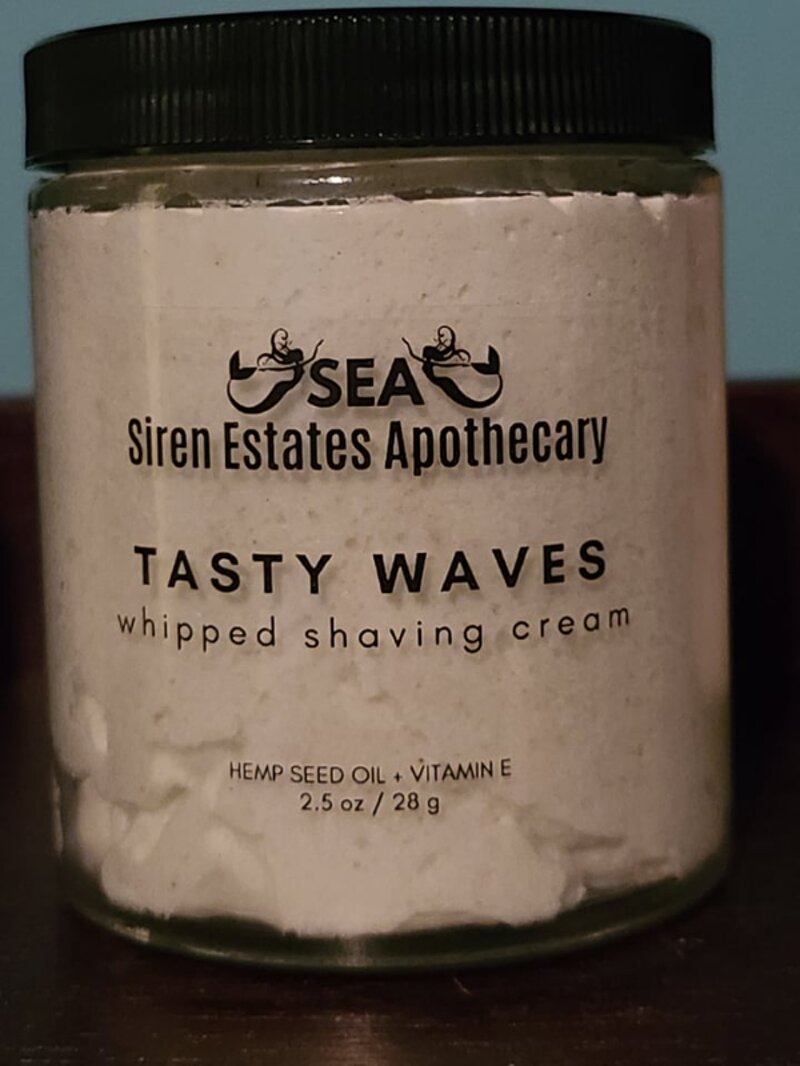 SEA
Siren Estates Apothecary
TASTY WAVES
whipped shaving cream
HEMP SEED OIL + VITAMIN E
2.5 oz / 28 g